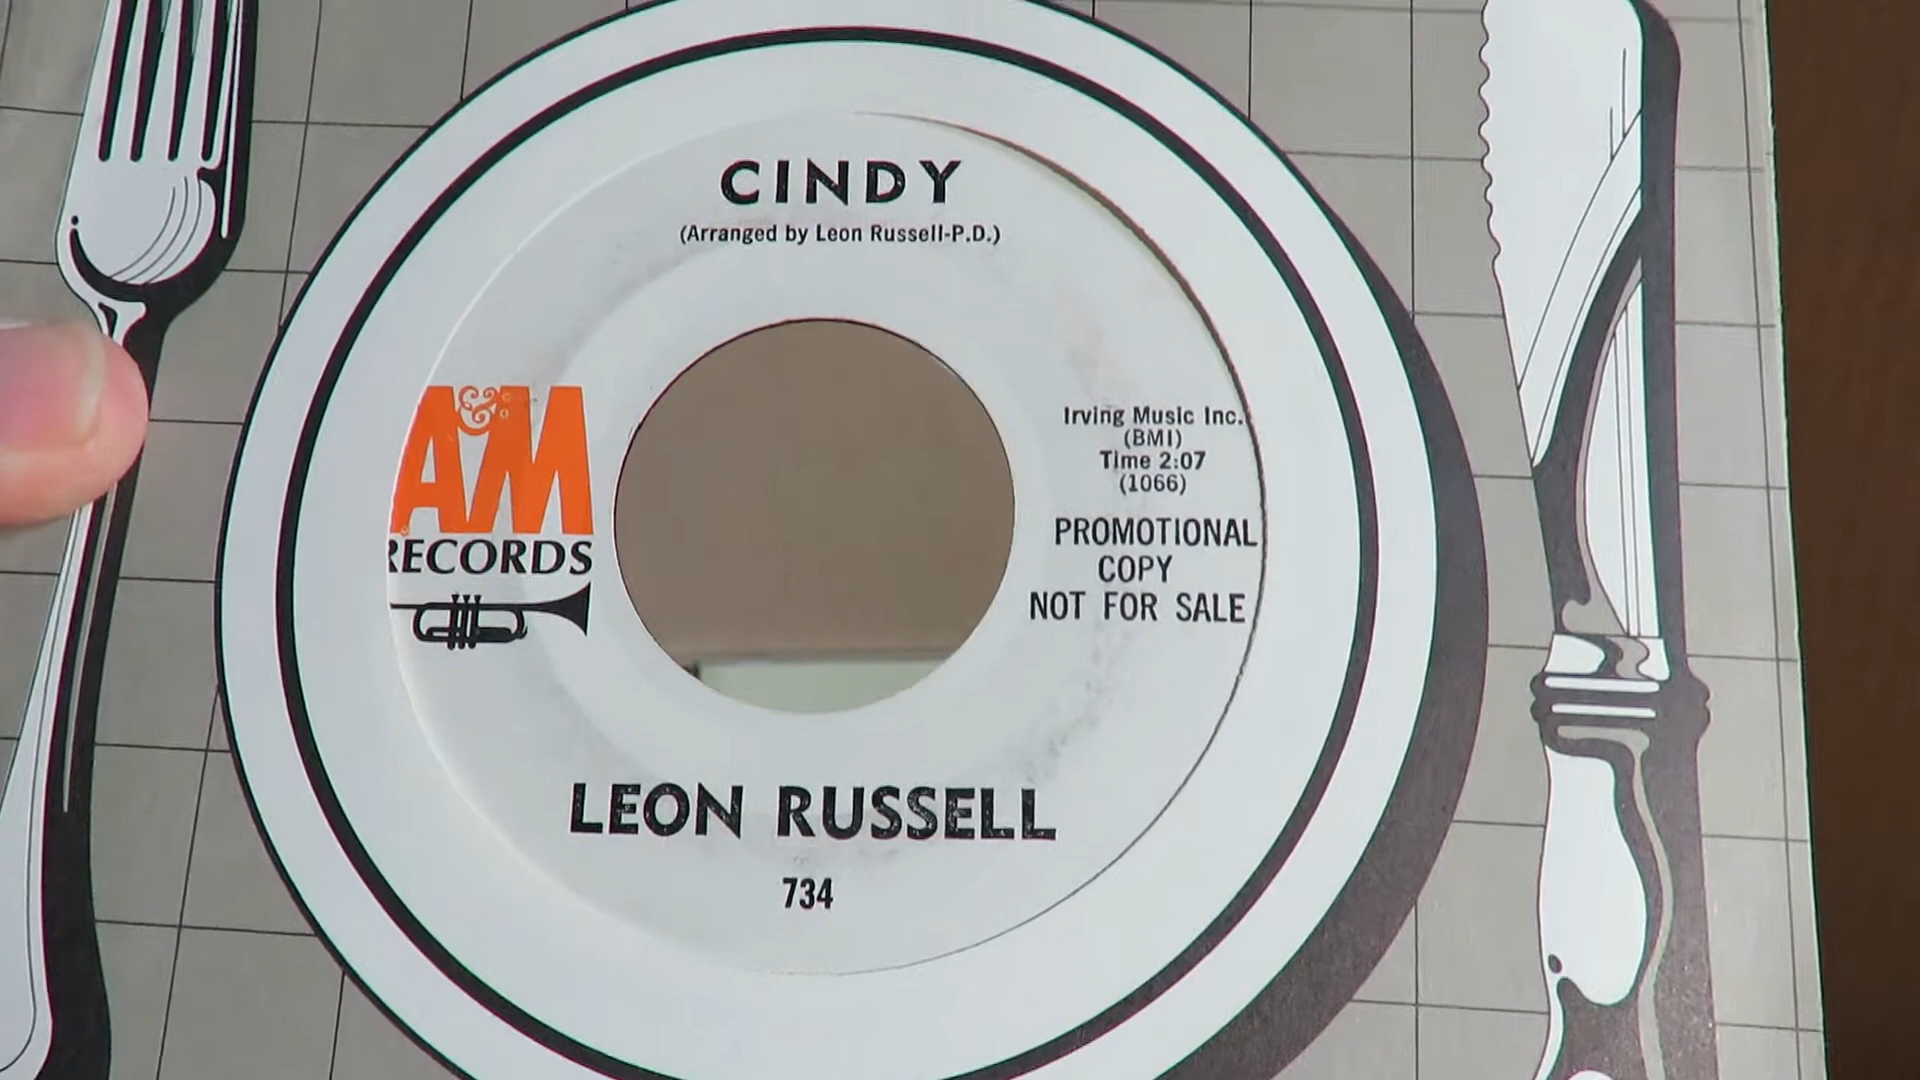 CINDY
(Arranged by Leon Russell-P.D.)
A&M
RECORDS
Irving Music Inc.
(BMI)
Time 2:07
(1066)
PROMOTIONAL
COPY
NOT FOR SALE
LEON RUSSELL
734